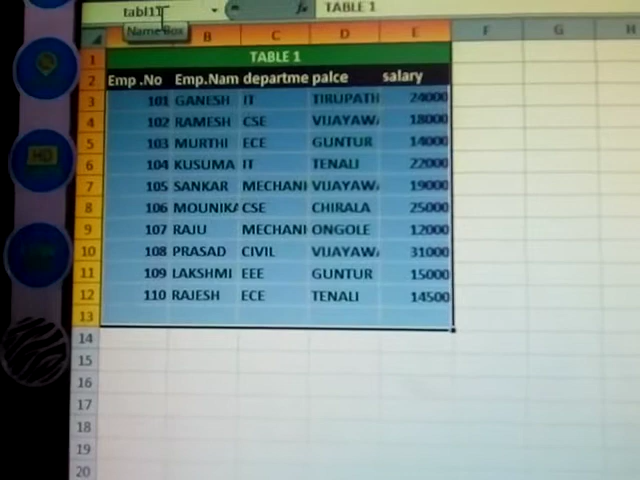 tabl11 fx TABLE 1
Name Box B C D E F G H
1 TABLE 1
2 Emp .No Emp.Nam departme palce salary
3 101 GANESH IT TIRUPATH 24000
4 102 RAMESH CSE VIJAYAW 18000
5 103 MURTHI ECE GUNTUR 14000
6 104 KUSUMA IT TENALI 22000
7 105 SANKAR MECHANI VIJAYAW 19000
8 106 MOUNIKA CSE CHIRALA 25000
9 107 RAJU MECHANI ONGOLE 12000
10 108 PRASAD CIVIL VIJAYAW 31000
11 109 LAKSHMI EEE GUNTUR 15000
12 110 RAJESH ECE TENALI 14500
13
14
15
16
17
18
19
20
HD